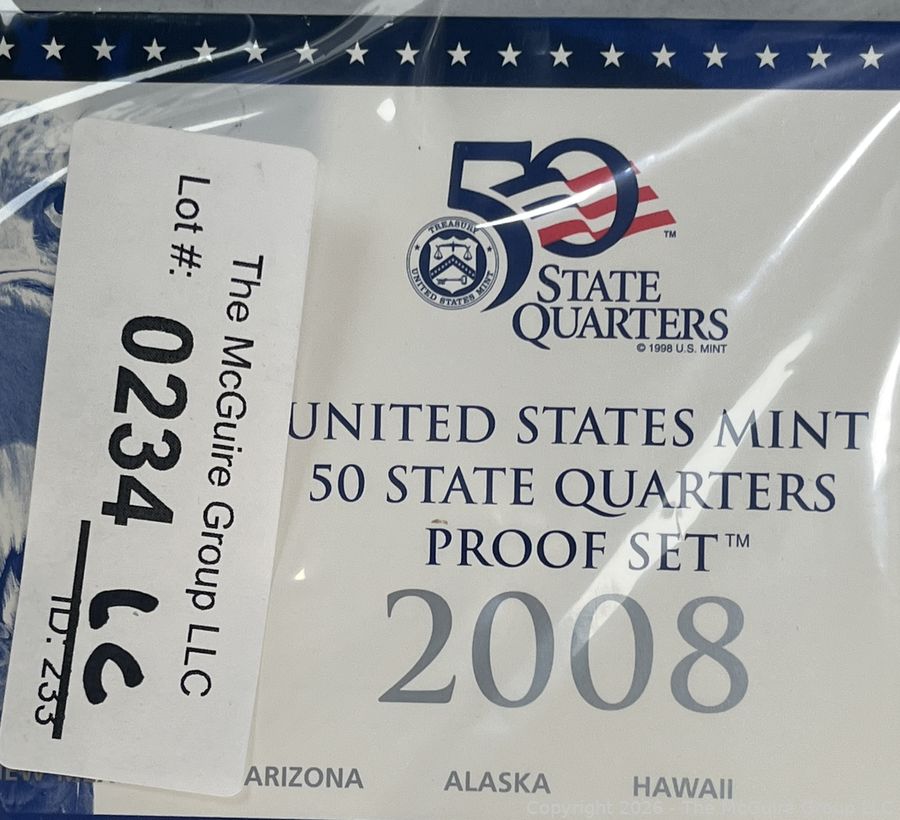 50
TM
TREASURY
UNITED STATES MINT
STATE
QUARTERS
© 1998 U.S. MINT
UNITED STATES MINT
50 STATE QUARTERS
PROOF SET™
2008
ARIZONA ALASKA HAWAII
The McGuire Group LLC
Lot #: 0234
ID: 233
Copyright 2026 - The McGuire Group LLC